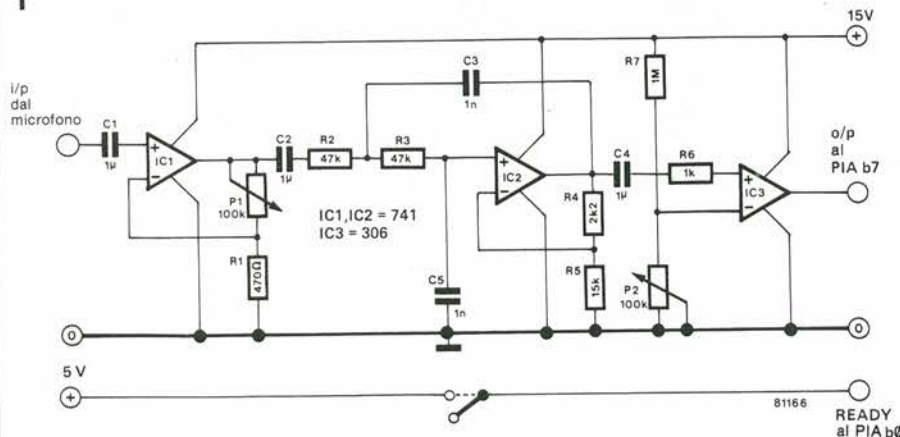 1
15V
+
i/p
dal
microfono
C1
1µ
+
−
IC1
P1
100k
R1
470Ω
C2
1µ
R2
47k
R3
47k
C3
1n
IC1,IC2 = 741
IC3 = 306
C5
1n
+
−
IC2
R4
2k2
R5
15k
C4
1µ
R6
1k
R7
1M
P2
100k
+
−
IC3
o/p
al
PIA b7
0
0
5 V
+
81166
READY
al PIA bØ